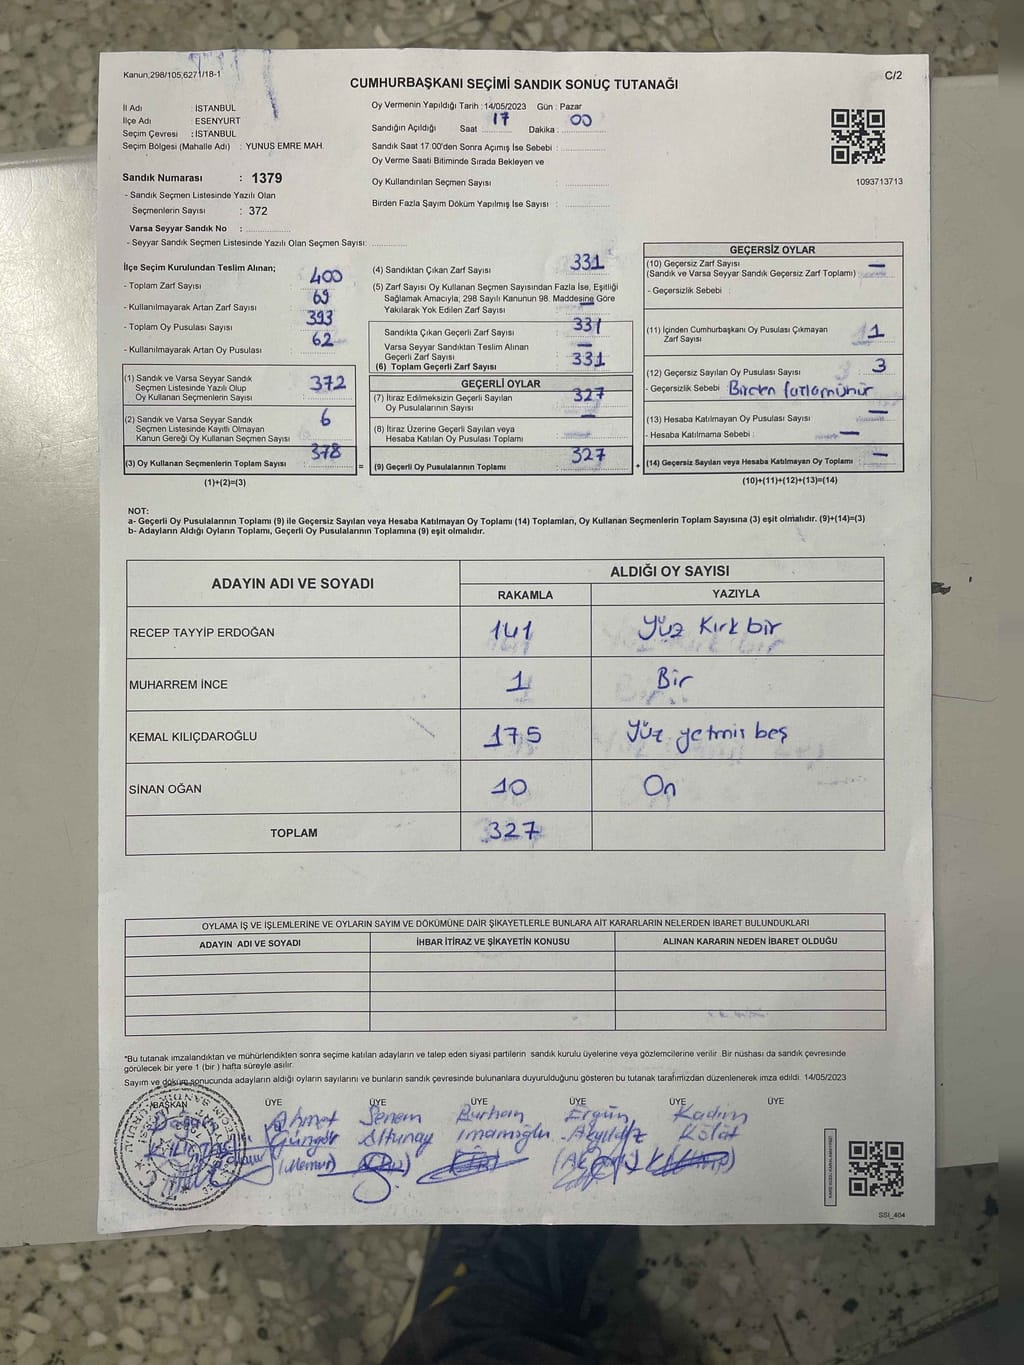 Kanun,298/105,627/18-1
C/2
CUMHURBAŞKANI SEÇİMİ SANDIK SONUÇ TUTANAĞI
İl Adı : İSTANBUL
İlçe Adı : ESENYURT
Seçim Çevresi : İSTANBUL
Seçim Bölgesi (Mahalle Adı) : YUNUS EMRE MAH.
Sandık Numarası : 1379
- Sandık Seçmen Listesinde Yazılı Olan
Seçmenlerin Sayısı : 372
Varsa Seyyar Sandık No :
- Seyyar Sandık Seçmen Listesinde Yazılı Olan Seçmen Sayısı:
Oy Vermenin Yapıldığı Tarih : 14/05/2023 Gün : Pazar
Sandığın Açıldığı Saat 17 Dakika : 00
Sandık Saat 17:00'den Sonra Açımış İse Sebebi :
Oy Verme Saati Bitiminde Sırada Bekleyen ve
Oy Kullandırılan Seçmen Sayısı :
Birden Fazla Şayım Döküm Yapılmış İse Sayısı :
1093713713
İlçe Seçim Kurulundan Teslim Alınan;
- Toplam Zarf Sayısı : 400
- Kullanılmayarak Artan Zarf Sayısı : 69
- Toplam Oy Pusulası Sayısı : 393
- Kullanılmayarak Artan Oy Pusulası : 62
(1) Sandık ve Varsa Seyyar Sandık
Seçmen Listesinde Yazılı Olup
Oy Kullanan Seçmenlerin Sayısı : 372
(2) Sandık ve Varsa Seyyar Sandık
Seçmen Listesinde Kayıtlı Olmayan
Kanun Gereği Oy Kullanan Seçmen Sayısı : 6
(3) Oy Kullanan Seçmenlerin Toplam Sayısı : 378
(1)+(2)=(3)
(4) Sandıktan Çıkan Zarf Sayısı : 331
(5) Zarf Sayısı Oy Kullanan Seçmen Sayısından Fazla İse, Eşitliği
Sağlamak Amacıyla; 298 Sayılı Kanunun 98. Maddesine Göre
Yakılarak Yok Edilen Zarf Sayısı : —
Sandıkta Çıkan Geçerli Zarf Sayısı : 331
Varsa Seyyar Sandıktan Teslim Alınan
Geçerli Zarf Sayısı : —
(6) Toplam Geçerli Zarf Sayısı : 331
GEÇERLİ OYLAR
(7) İtiraz Edilmeksizin Geçerli Sayılan
Oy Pusulalarının Sayısı : 327
(8) İtiraz Üzerine Geçerli Sayılan veya
Hesaba Katılan Oy Pusulası Toplamı : —
= (9) Geçerli Oy Pusulalarının Toplamı : 327
GEÇERSİZ OYLAR
(10) Geçersiz Zarf Sayısı
(Sandık ve Varsa Seyyar Sandık Geçersiz Zarf Toplamı) : —
- Geçersizlik Sebebi :
(11) İçinden Cumhurbaşkanı Oy Pusulası Çıkmayan
Zarf Sayısı : 1
(12) Geçersiz Sayılan Oy Pusulası Sayısı : 3
- Geçersizlik Sebebi : Birden fazla mühür
(13) Hesaba Katılmayan Oy Pusulası Sayısı : —
- Hesaba Katılmama Sebebi : —
+ (14) Geçersiz Sayılan veya Hesaba Katılmayan Oy Toplamı : —
(10)+(11)+(12)+(13)=(14)
NOT:
a- Geçerli Oy Pusulalarının Toplamı (9) ile Geçersiz Sayılan veya Hesaba Katılmayan Oy Toplamı (14) Toplamları, Oy Kullanan Seçmenlerin Toplam Sayısına (3) eşit olmalıdır. (9)+(14)=(3)
b- Adayların Aldığı Oyların Toplamı, Geçerli Oy Pusulalarının Toplamına (9) eşit olmalıdır.
ADAYIN ADI VE SOYADI
ALDIĞI OY SAYISI
RAKAMLA YAZIYLA
RECEP TAYYİP ERDOĞAN 141 Yüz Kırk bir
MUHARREM İNCE 1 Bir
KEMAL KILIÇDAROĞLU 175 Yüz yetmiş beş
SİNAN OĞAN 10 On
TOPLAM 327
OYLAMA İŞ VE İŞLEMLERİNE VE OYLARIN SAYIM VE DÖKÜMÜNE DAİR ŞİKAYETLERLE BUNLARA AİT KARARLARIN NELERDEN İBARET BULUNDUKLARI
ADAYIN ADI VE SOYADI İHBAR İTİRAZ VE ŞİKAYETİN KONUSU ALINAN KARARIN NEDEN İBARET OLDUĞU
*Bu tutanak imzalandıktan ve mühürlendikten sonra seçime katılan adayların ve talep eden siyasi partilerin sandık kurulu üyelerine veya gözlemcilerine verilir. Bir nüshası da sandık çevresinde
görülecek bir yere 1 (bir ) hafta süreyle asılır.
Sayım ve döküm sonucunda adayların aldığı oyların sayılarını ve bunların sandık çevresinde bulunanlara duyurulduğunu gösteren bu tutanak tarafımızdan düzenlenerek imza edildi. 14/05/2023
BAŞKAN ÜYE ÜYE ÜYE ÜYE ÜYE ÜYE
Ahmet Senem Burhan Ergün Kadim
Güngör Altunay İmamoğlu Akyıldız
(Memur)
SSİ_404